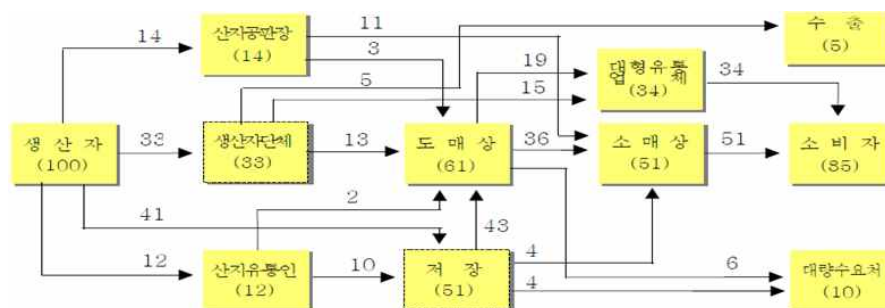 14
산지공판장
(14)
11
3
수 출
(5)
5
19
대형유통
업 체
(34)
34
15
생 산 자
(100)
33
생산자단체
(33)
13
도 매 상
(61)
36
소 매 상
(51)
51
소 비 자
(85)
41
2
43
12
산지유통인
(12)
10
저 장
(51)
4
4
6
대량수요처
(10)